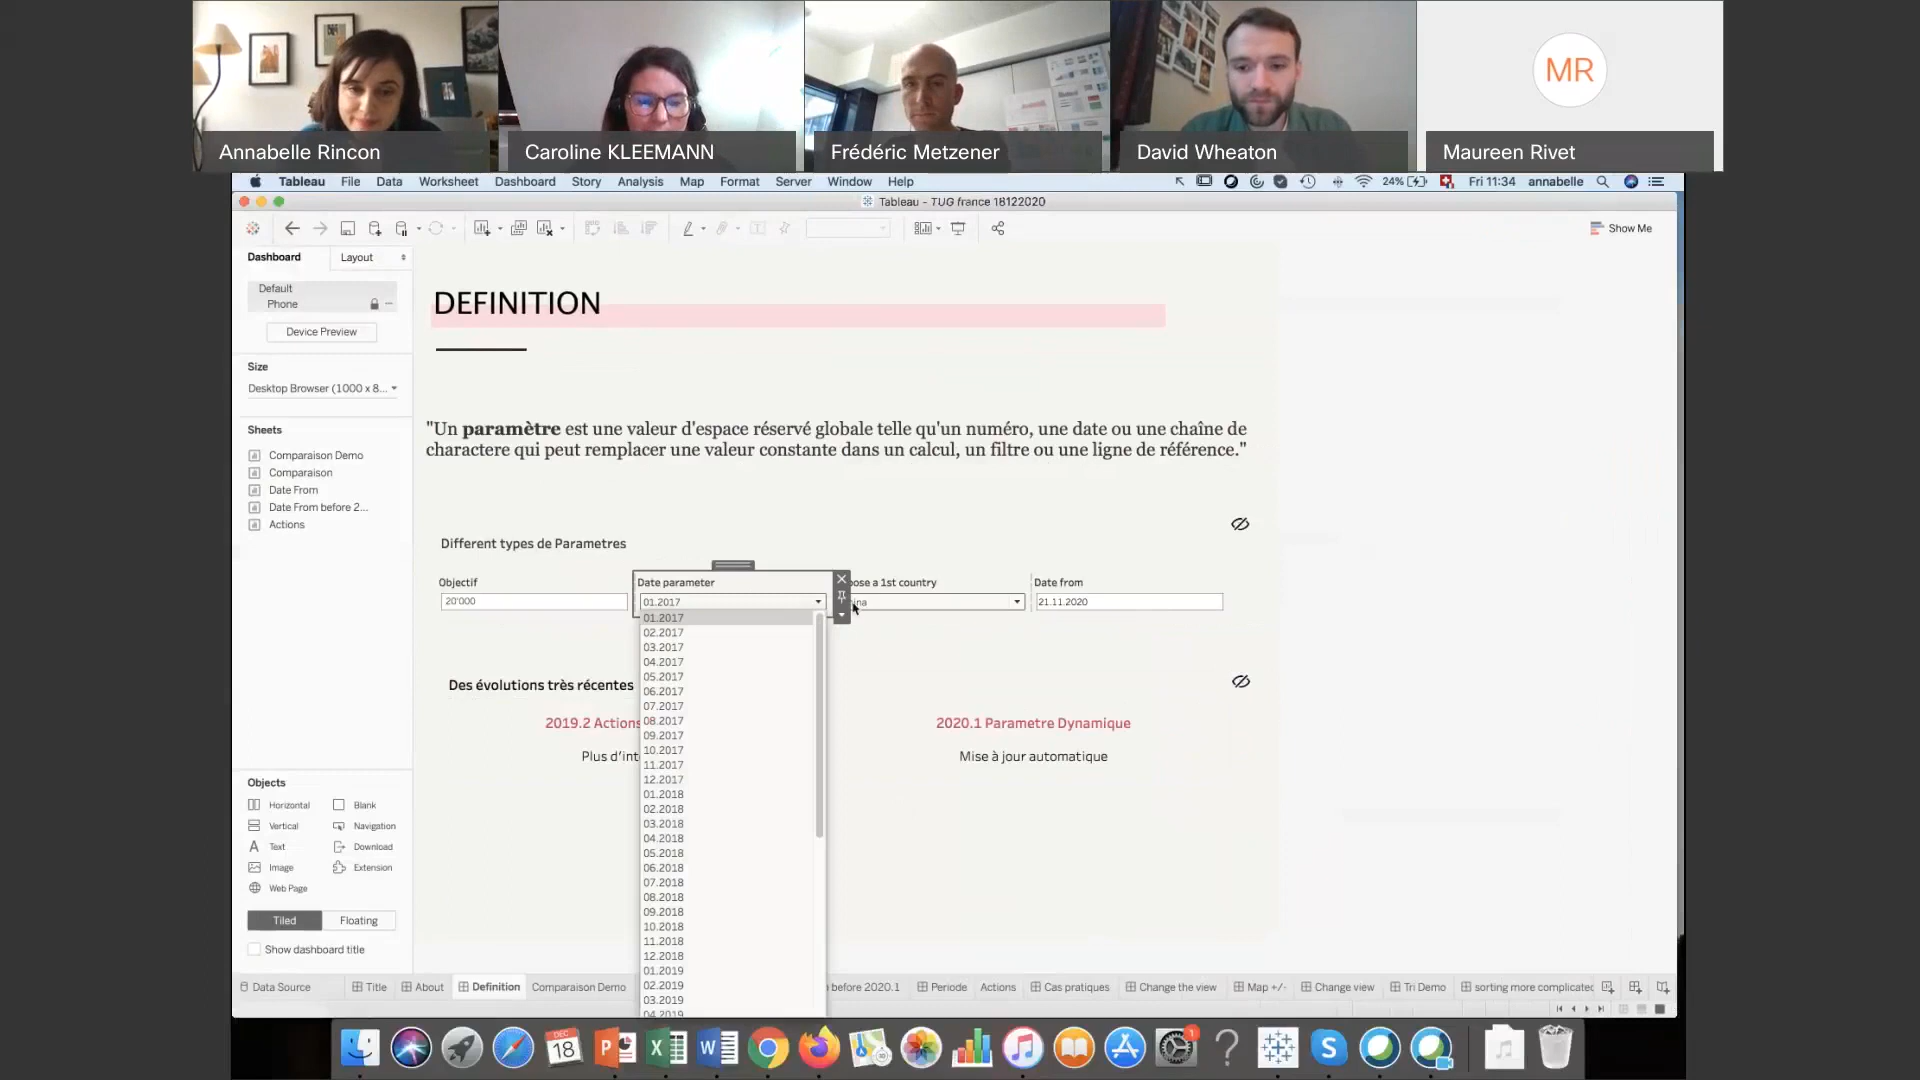 Annabelle Rincon
Caroline KLEEMANN
Frédéric Metzener
David Wheaton
MR
Maureen Rivet
Tableau File Data Worksheet Dashboard Story Analysis Map Format Server Window Help
24% Fri 11:34 annabelle
Tableau - TUG france 18122020
Show Me
Dashboard Layout
Default
Phone
Device Preview
Size
Desktop Browser (1000 x 8...
Sheets
Comparaison Demo
Comparaison
Date From
Date From before 2...
Actions
Objects
Horizontal Blank
Vertical Navigation
Text Download
Image Extension
Web Page
Tiled Floating
Show dashboard title
DEFINITION
"Un paramètre est une valeur d'espace réservé globale telle qu'un numéro, une date ou une chaîne de
charactere qui peut remplacer une valeur constante dans un calcul, un filtre ou une ligne de référence."
Different types de Parametres
Objectif
20'000
Date parameter
01.2017
01.2017
02.2017
03.2017
04.2017
05.2017
06.2017
07.2017
08.2017
09.2017
10.2017
11.2017
12.2017
01.2018
02.2018
03.2018
04.2018
05.2018
06.2018
07.2018
08.2018
09.2018
10.2018
11.2018
12.2018
01.2019
02.2019
03.2019
04.2019
ose a 1st country
ina
Date from
21.11.2020
Des évolutions très récentes
2019.2 Actions
Plus d'int
2020.1 Parametre Dynamique
Mise à jour automatique
Data Source Title About Definition Comparaison Demo before 2020.1 Periode Actions Cas pratiques Change the view Map +/- Change view Tri Demo sorting more complicated
DEC
18
1